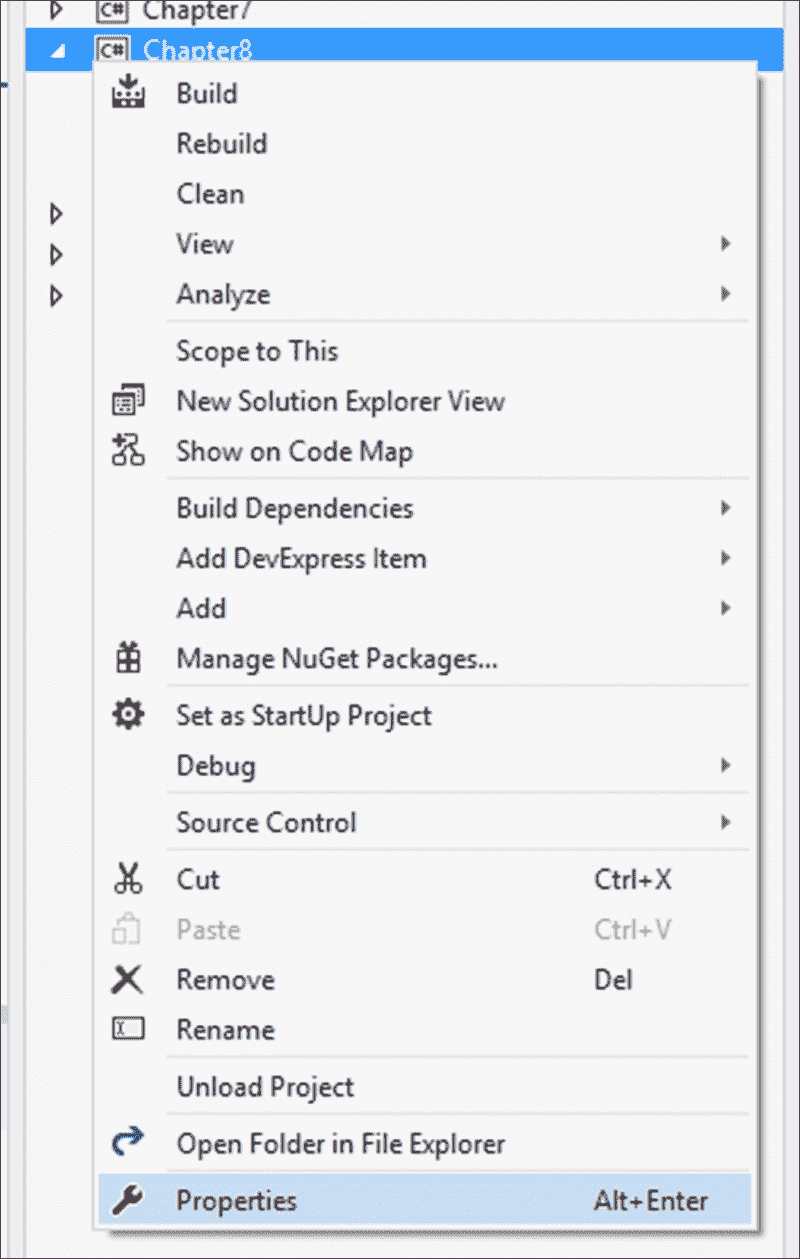 C# Chapter7
C# Chapter8
Build
Rebuild
Clean
View
Analyze
Scope to This
New Solution Explorer View
Show on Code Map
Build Dependencies
Add DevExpress Item
Add
Manage NuGet Packages...
Set as StartUp Project
Debug
Source Control
Cut Ctrl+X
Paste Ctrl+V
Remove Del
Rename
Unload Project
Open Folder in File Explorer
Properties Alt+Enter